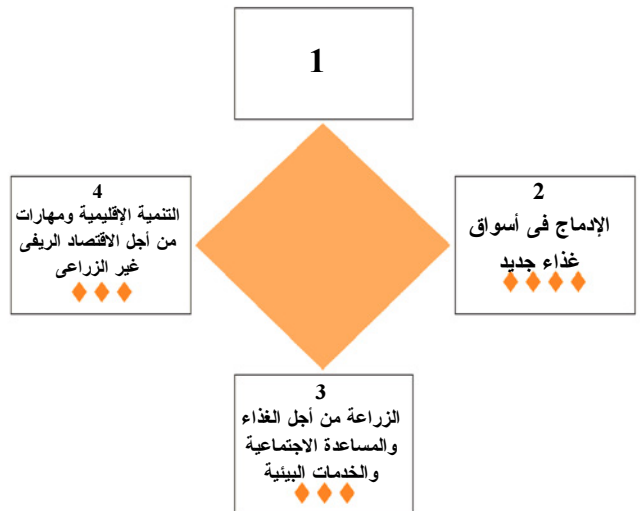 1
2
الإدماج فى أسواق
غذاء جديد
4
التنمية الإقليمية ومهارات
من أجل الاقتصاد الريفى
غير الزراعى
3
الزراعة من أجل الغذاء
والمساعدة الاجتماعية
والخدمات البيئية